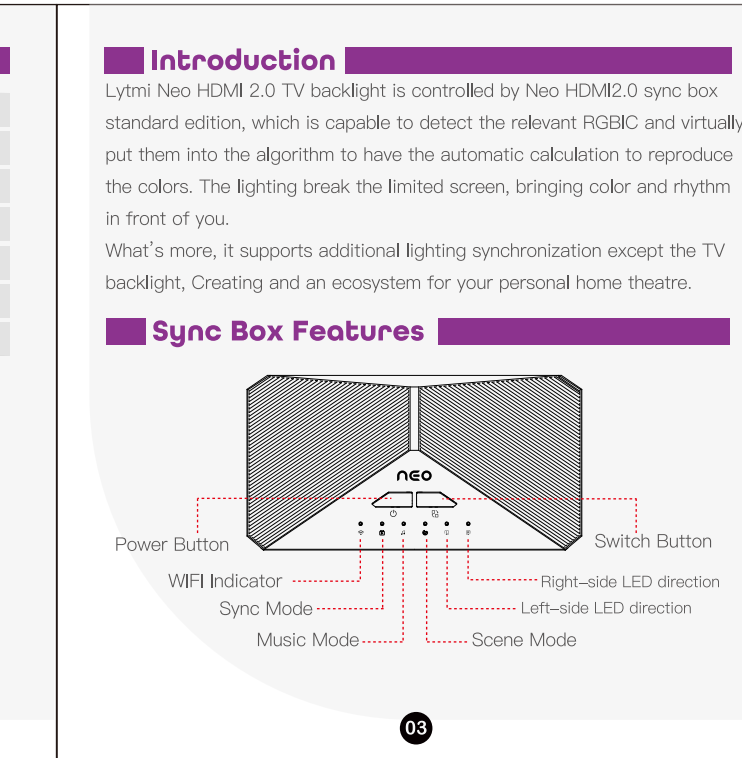 Introduction
Lytmi Neo HDMI 2.0 TV backlight is controlled by Neo HDMI2.0 sync box
standard edition, which is capable to detect the relevant RGBIC and virtually
put them into the algorithm to have the automatic calculation to reproduce
the colors. The lighting break the limited screen, bringing color and rhythm
in front of you.
What's more, it supports additional lighting synchronization except the TV
backlight, Creating and an ecosystem for your personal home theatre.
Sync Box Features
neo
Power Button
Switch Button
WIFI Indicator
Right-side LED direction
Sync Mode
Left-side LED direction
Music Mode
Scene Mode
03